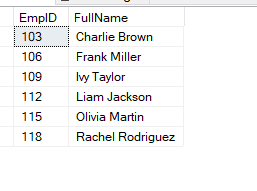 EmpID FullName
103 Charlie Brown
106 Frank Miller
109 Ivy Taylor
112 Liam Jackson
115 Olivia Martin
118 Rachel Rodriguez